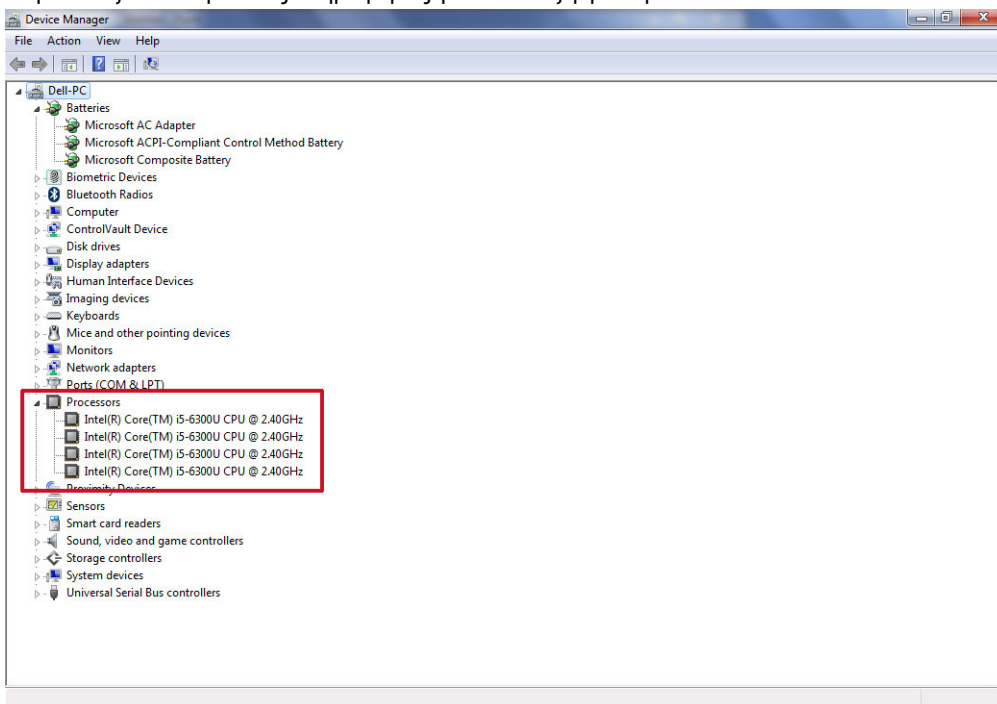 Device Manager
File Action View Help
Dell-PC
Batteries
Microsoft AC Adapter
Microsoft ACPI-Compliant Control Method Battery
Microsoft Composite Battery
Biometric Devices
Bluetooth Radios
Computer
ControlVault Device
Disk drives
Display adapters
Human Interface Devices
Imaging devices
Keyboards
Mice and other pointing devices
Monitors
Network adapters
Ports (COM & LPT)
Processors
Intel(R) Core(TM) i5-6300U CPU @ 2.40GHz
Intel(R) Core(TM) i5-6300U CPU @ 2.40GHz
Intel(R) Core(TM) i5-6300U CPU @ 2.40GHz
Intel(R) Core(TM) i5-6300U CPU @ 2.40GHz
Proximity Devices
Sensors
Smart card readers
Sound, video and game controllers
Storage controllers
System devices
Universal Serial Bus controllers